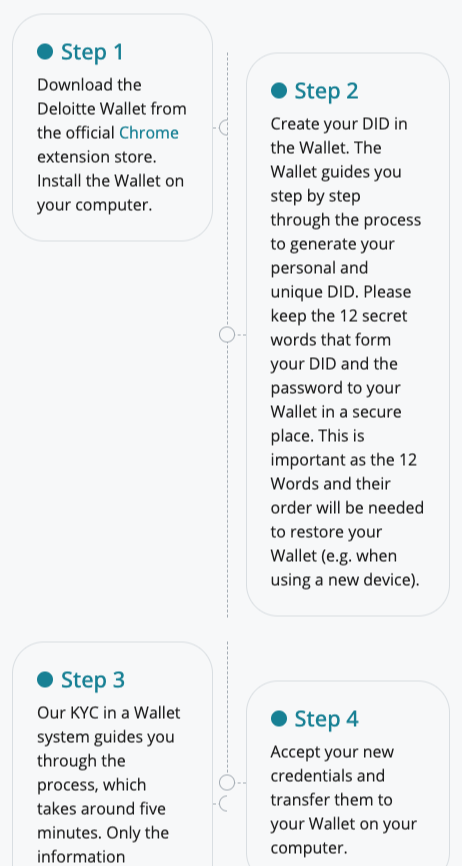 Step 1
Download the
Deloitte Wallet from
the official Chrome
extension store.
Install the Wallet on
your computer.
Step 2
Create your DID in
the Wallet. The
Wallet guides you
step by step
through the process
to generate your
personal and
unique DID. Please
keep the 12 secret
words that form
your DID and the
password to your
Wallet in a secure
place. This is
important as the 12
Words and their
order will be needed
to restore your
Wallet (e.g. when
using a new device).
Step 3
Our KYC in a Wallet
system guides you
through the
process, which
takes around five
minutes. Only the
information
Step 4
Accept your new
credentials and
transfer them to
your Wallet on your
computer.